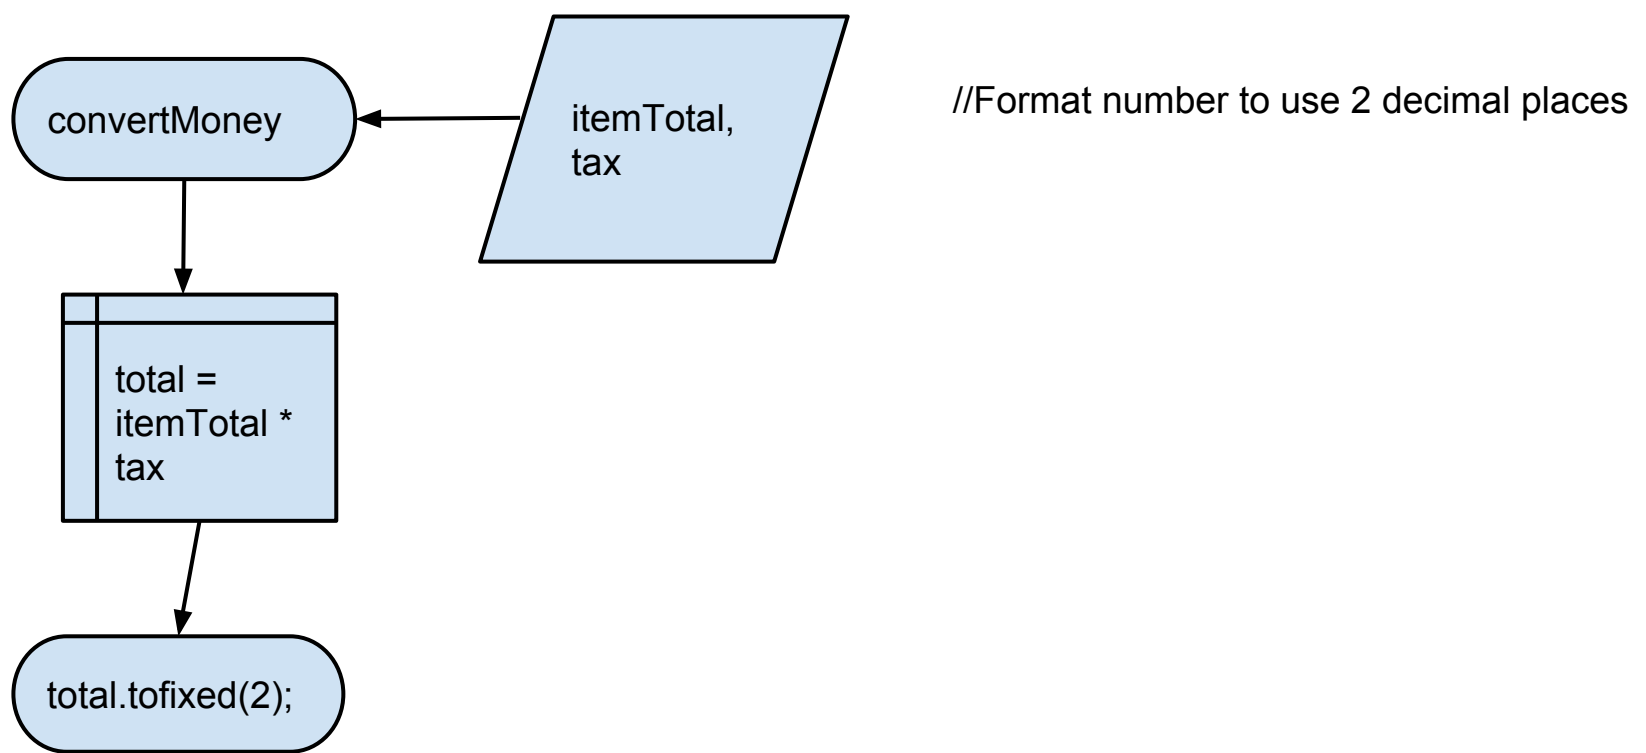 convertMoney
itemTotal,
tax
//Format number to use 2 decimal places
total =
itemTotal *
tax
total.tofixed(2);